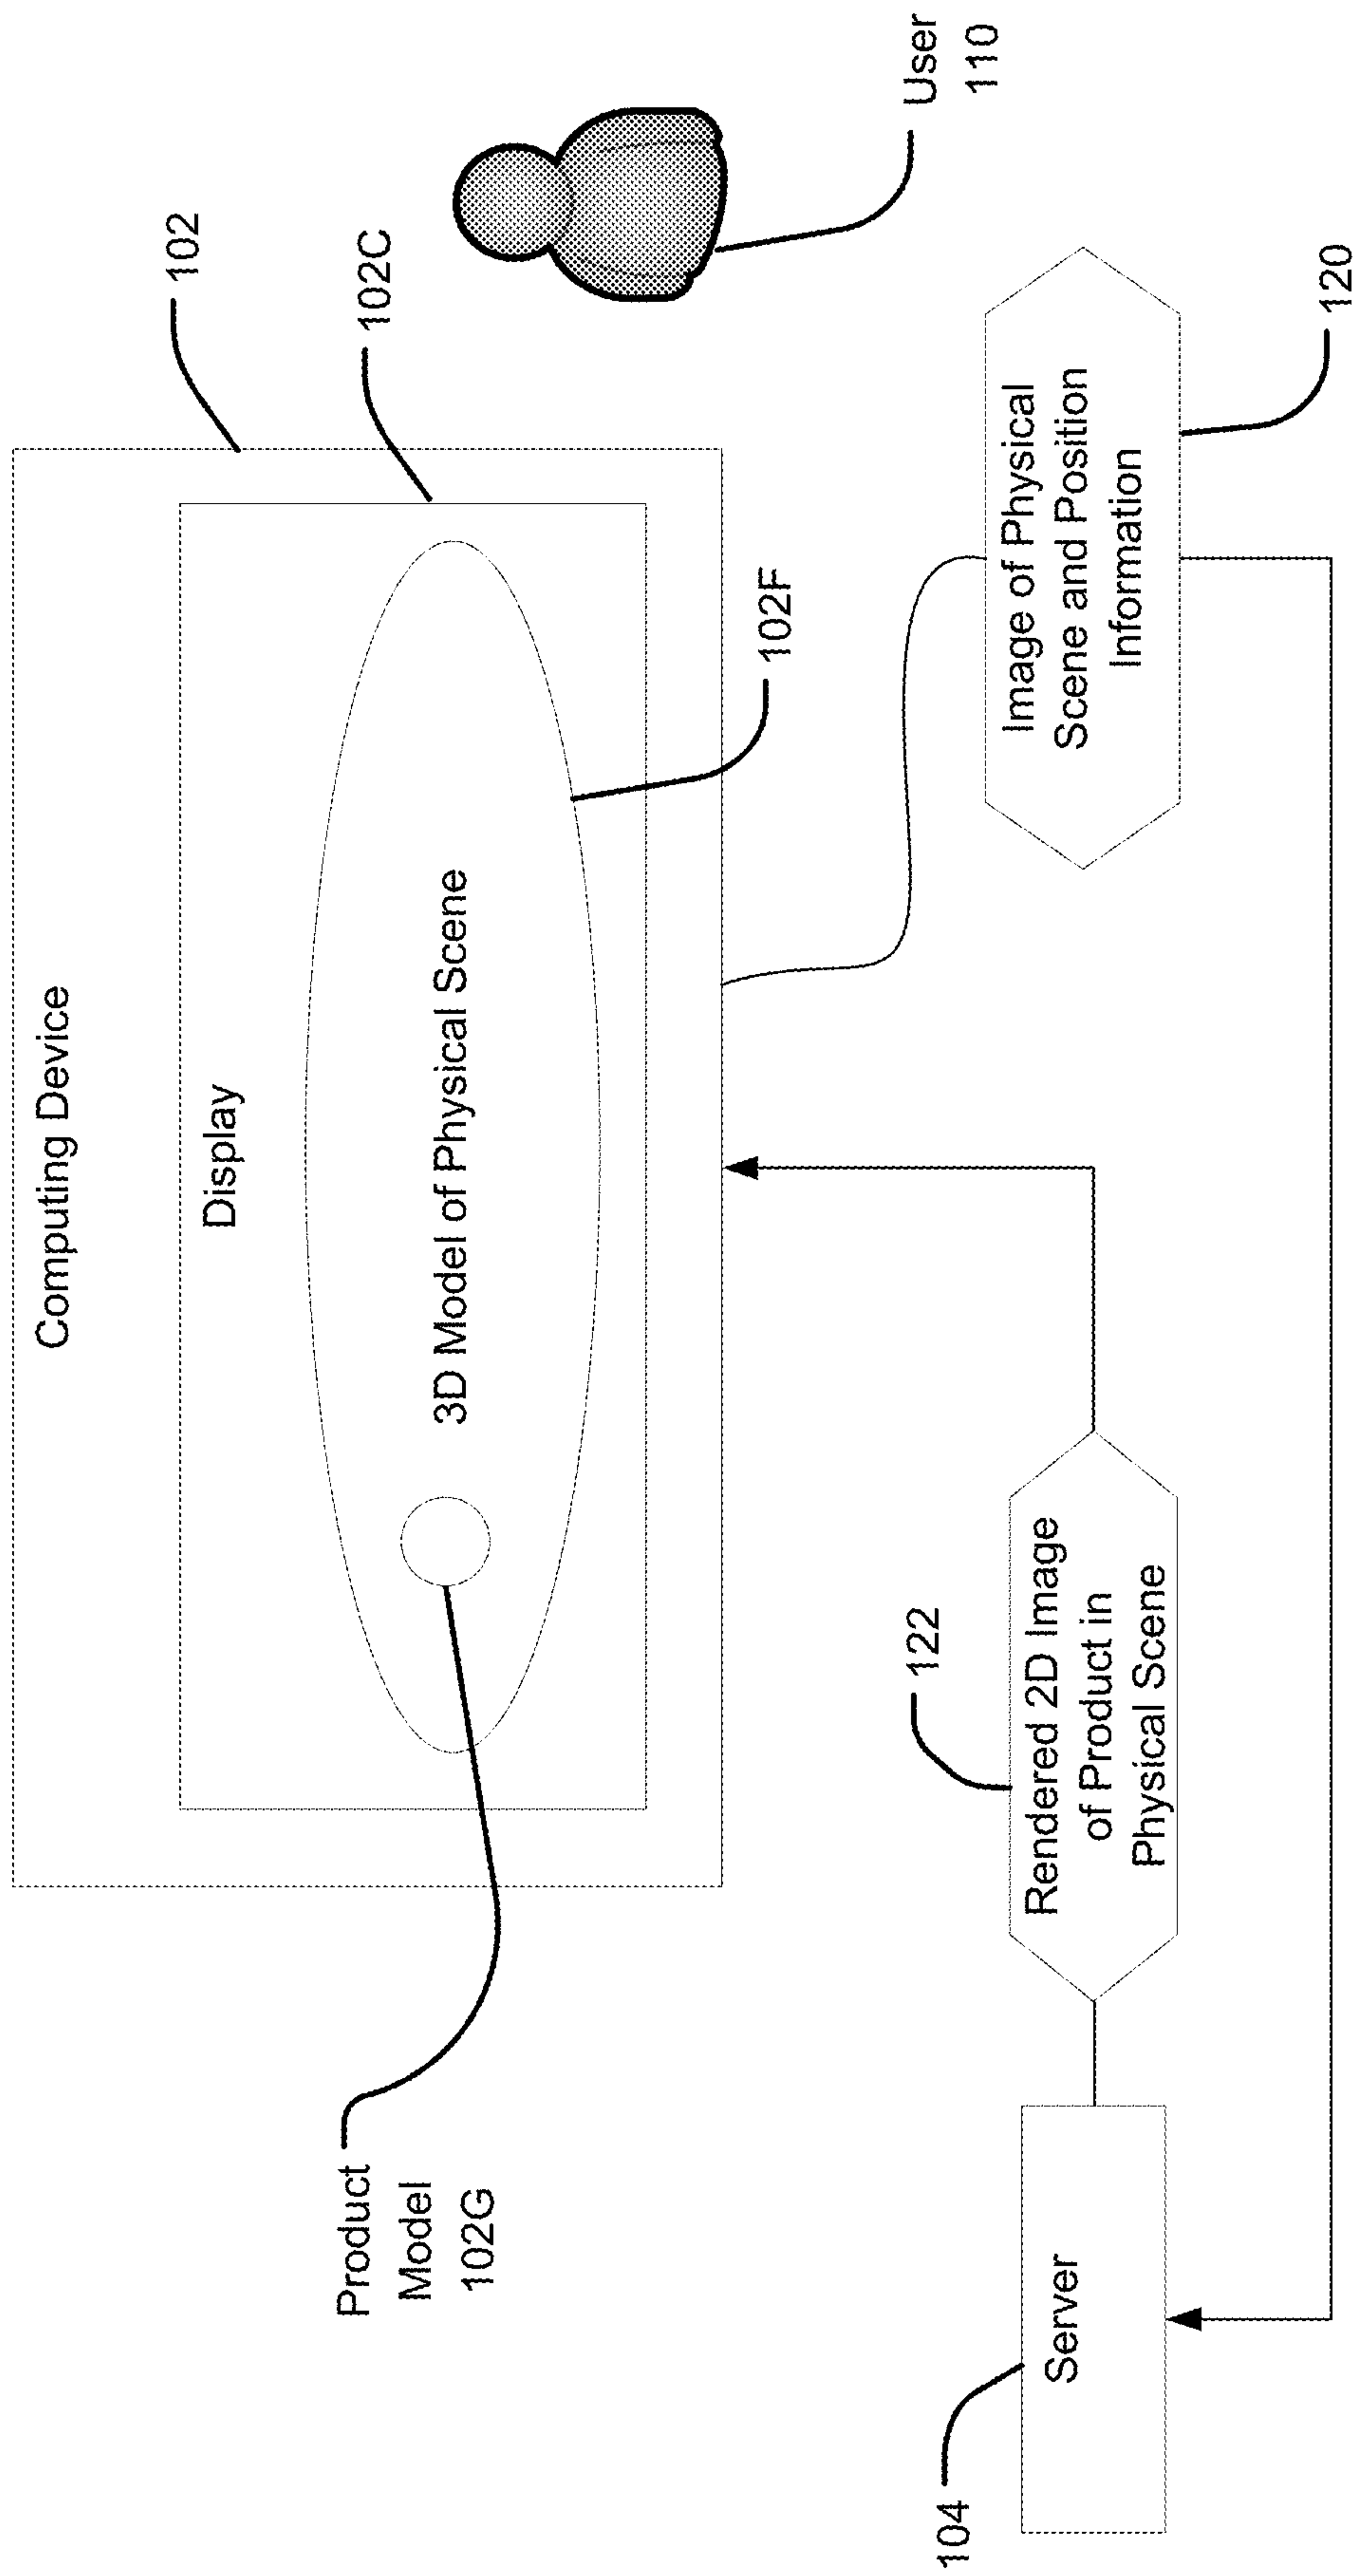 Computing Device
102
Display
102C
3D Model of Physical Scene
102F
Product
Model
102G
User
110
Image of Physical
Scene and Position
Information
120
122
Rendered 2D Image
of Product in
Physical Scene
104
Server